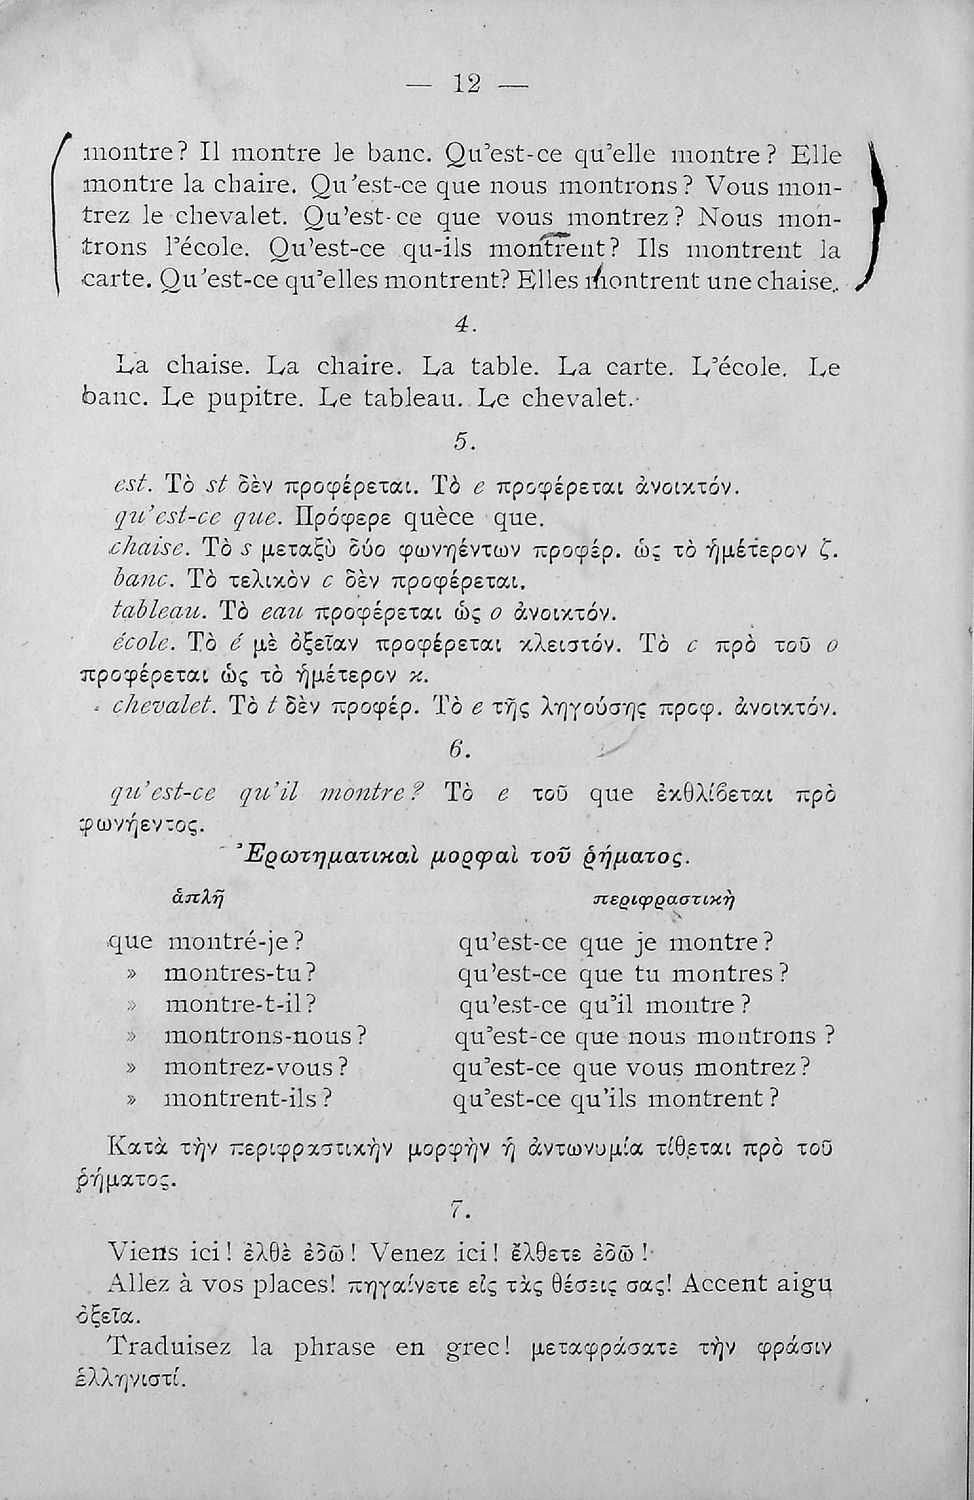 — 12 —
montre? Il montre le banc. Qu'est-ce qu'elle montre? Elle
montre la chaire. Qu'est-ce que nous montrons? Vous mon-
trez le chevalet. Qu'est-ce que vous montrez? Nous mon-
trons l'école. Qu'est-ce qu-ils montrent? Ils montrent la
carte. Qu'est-ce qu'elles montrent? Elles montrent une chaise.
4.
La chaise. La chaire. La table. La carte. L'école. Le
banc. Le pupitre. Le tableau. Le chevalet.
5.
est. Τὸ st δὲν προφέρεται. Τὸ e προφέρεται ἀνοικτόν.
qu'est-ce que. Πρόφερε quèce que.
chaise. Τὸ s μεταξὺ δύο φωνηέντων προφέρ. ὡς τὸ ἡμέτερον ζ.
banc. Τὸ τελικὸν c δὲν προφέρεται.
tableau. Τὸ eau προφέρεται ὡς o ἀνοικτόν.
école. Τὸ é μὲ ὀξεῖαν προφέρεται κλειστόν. Τὸ c πρὸ τοῦ o
προφέρεται ὡς τὸ ἡμέτερον κ.
chevalet. Τὸ t δὲν προφέρ. Τὸ e τῆς ληγούσης προφ. ἀνοικτόν.
6.
qu'est-ce qu'il montre? Τὸ e τοῦ que ἐκθλίβεται πρὸ
φωνήεντος.
Ἐρωτηματικαὶ μορφαὶ τοῦ ῥήματος.
ἁπλῆ περιφραστικὴ
que montré-je? qu'est-ce que je montre?
» montres-tu? qu'est-ce que tu montres?
» montre-t-il? qu'est-ce qu'il montre?
» montrons-nous? qu'est-ce que nous montrons ?
» montrez-vous? qu'est-ce que vous montrez?
» montrent-ils? qu'est-ce qu'ils montrent?
Κατὰ τὴν περιφραστικὴν μορφὴν ἡ ἀντωνυμία τίθεται πρὸ τοῦ
ῥήματος.
7.
Viens ici! ἐλθὲ ἐδῶ! Venez ici! ἔλθετε ἐδῶ!
Allez à vos places! πηγαίνετε εἰς τὰς θέσεις σας! Accent aigu
ὀξεῖα.
Traduisez la phrase en grec! μεταφράσατε τὴν φράσιν
ἑλληνιστί.